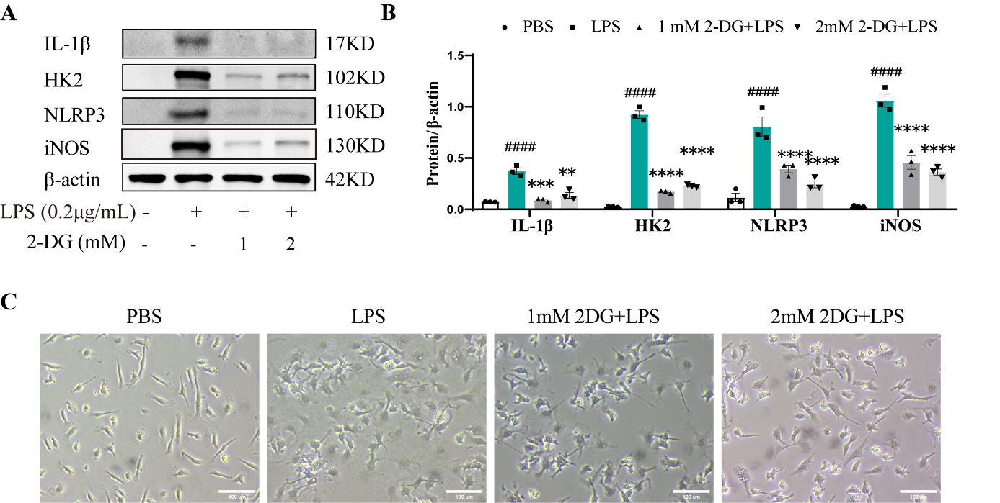 A
IL-1β 17KD
HK2 102KD
NLRP3 110KD
iNOS 130KD
β-actin 42KD
LPS (0.2μg/mL) - + + +
2-DG (mM) - - 1 2
B
PBS LPS 1 mM 2-DG+LPS 2mM 2-DG+LPS
Protein/β-actin
1.5
1.0
0.5
0.0
#### *** **
#### **** ****
#### **** ****
#### **** ****
IL-1β HK2 NLRP3 iNOS
C
PBS LPS 1mM 2DG+LPS 2mM 2DG+LPS
100 μm 100 μm 100 μm 100 μm